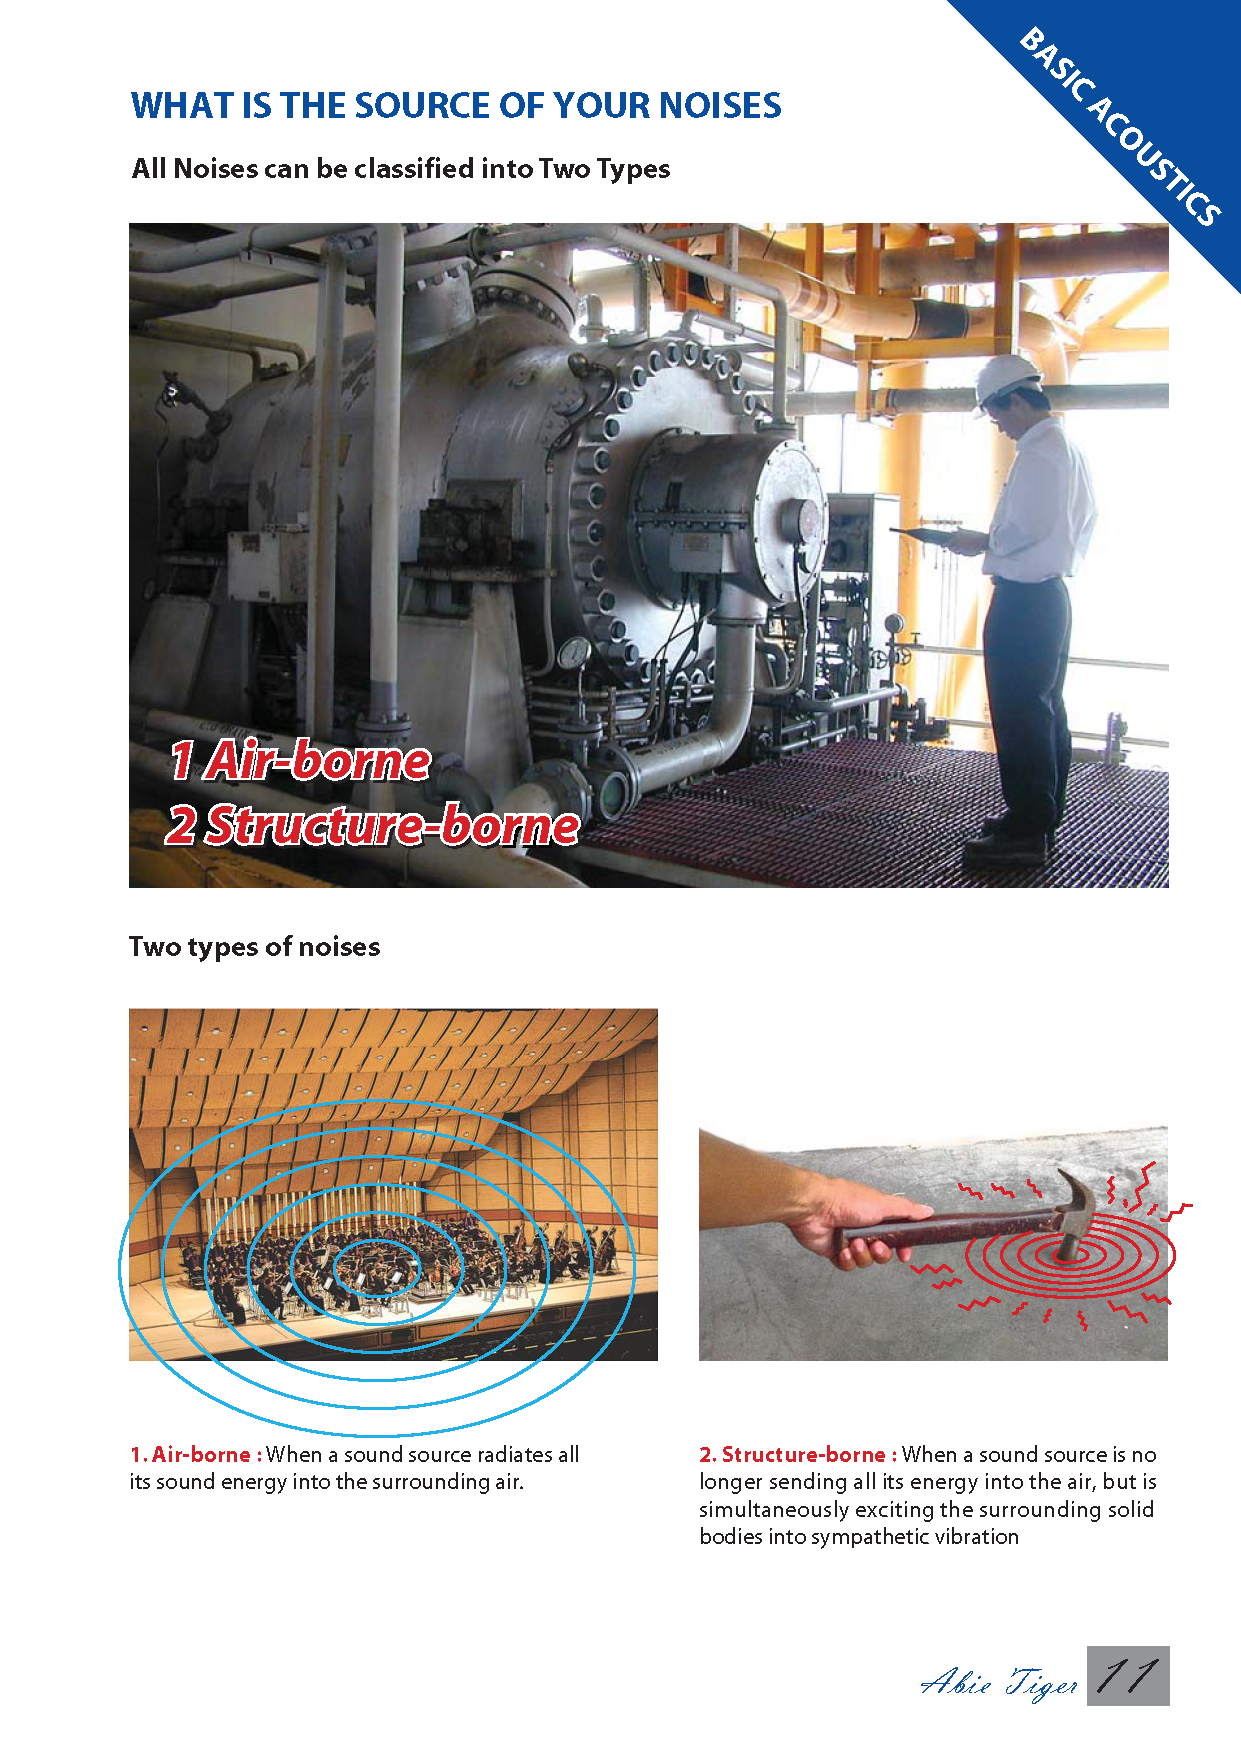 BASIC ACOUSTICS
WHAT IS THE SOURCE OF YOUR NOISES
All Noises can be classified into Two Types
1 Air-borne
2 Structure-borne
Two types of noises
1. Air-borne : When a sound source radiates all
its sound energy into the surrounding air.
2. Structure-borne : When a sound source is no
longer sending all its energy into the air, but is
simultaneously exciting the surrounding solid
bodies into sympathetic vibration
Abie Tiger 11